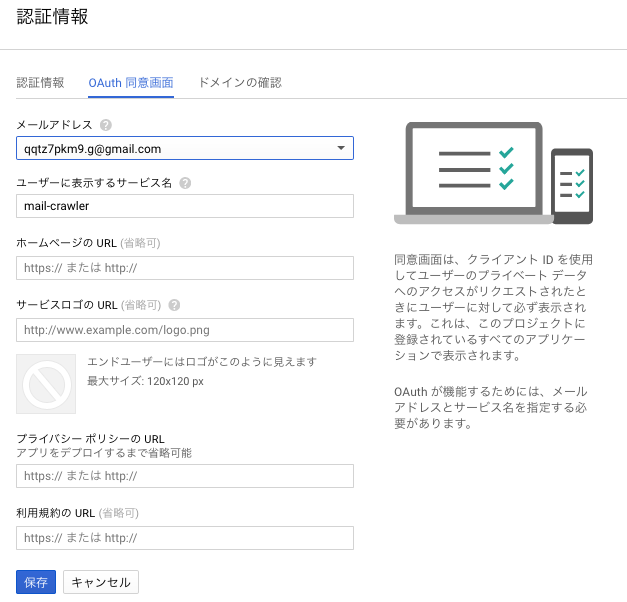 認証情報
認証情報 OAuth 同意画面 ドメインの確認
メールアドレス ?
qqtz7pkm9.g@gmail.com
ユーザーに表示するサービス名 ?
mail-crawler
ホームページの URL (省略可)
https:// または http://
サービスロゴの URL (省略可) ?
http://www.example.com/logo.png
エンドユーザーにはロゴがこのように見えます
最大サイズ: 120x120 px
プライバシー ポリシーの URL
アプリをデプロイするまで省略可能
https:// または http://
利用規約の URL (省略可)
https:// または http://
保存 キャンセル
同意画面は、クライアント ID を使用
してユーザーのプライベート データ
へのアクセスがリクエストされたと
きにユーザーに対して必ず表示され
ます。これは、このプロジェクトに
登録されているすべてのアプリケー
ションで表示されます。
OAuth が機能するためには、メール
アドレスとサービス名を指定する必
要があります。